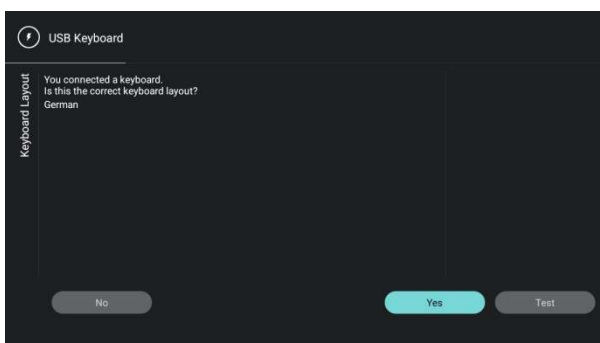 USB Keyboard
Keyboard Layout
You connected a keyboard.
Is this the correct keyboard layout?
German
No
Yes
Test